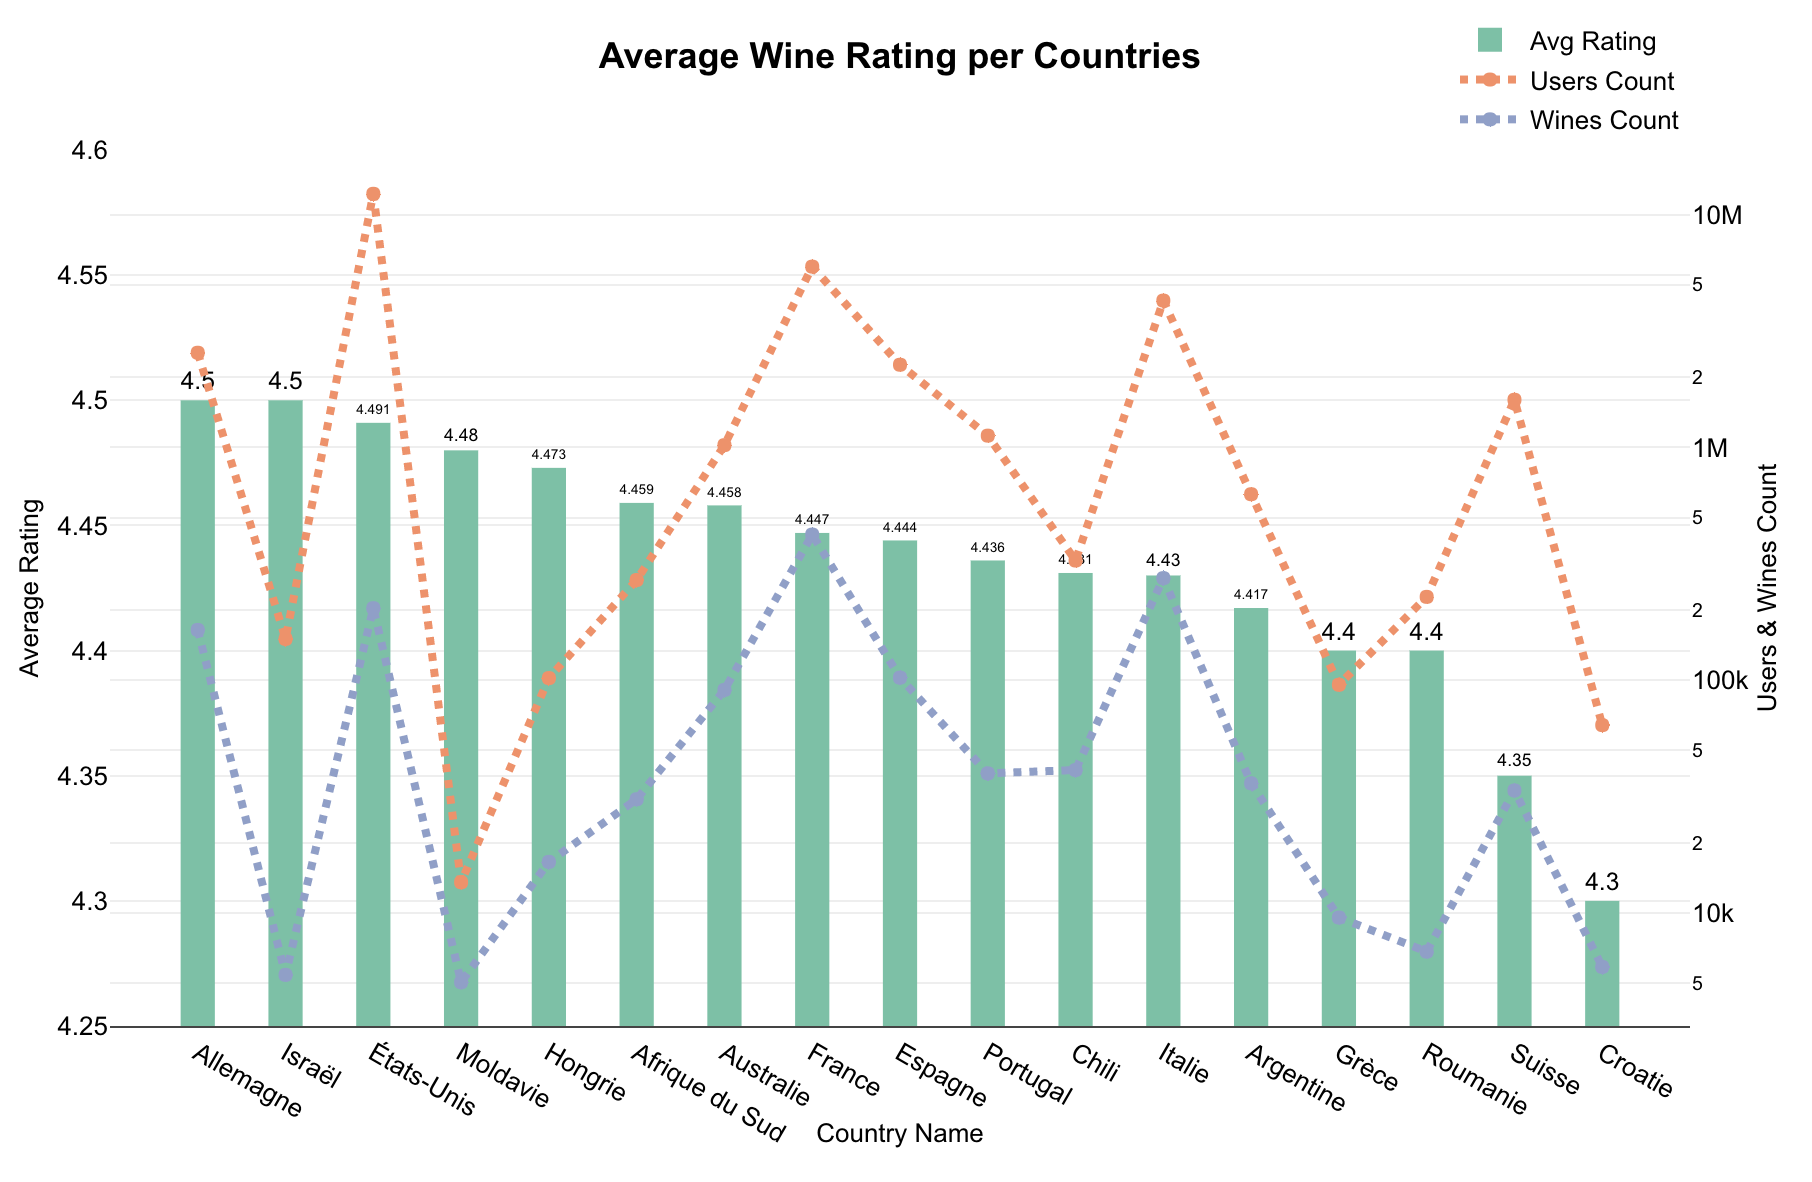 Average Wine Rating per Countries
Avg Rating
Users Count
Wines Count
4.6
4.55
4.5
4.45
4.4
4.35
4.3
4.25
Average Rating
4.5
4.5
4.491
4.48
4.473
4.459
4.458
4.447
4.444
4.436
4.43
4.417
4.4
4.4
4.35
4.3
10M
5
2
1M
5
2
100k
5
2
10k
5
Users & Wines Count
Allemagne
Israël
États-Unis
Moldavie
Hongrie
Afrique du Sud
Australie
France
Espagne
Portugal
Chili
Italie
Argentine
Grèce
Roumanie
Suisse
Croatie
Country Name